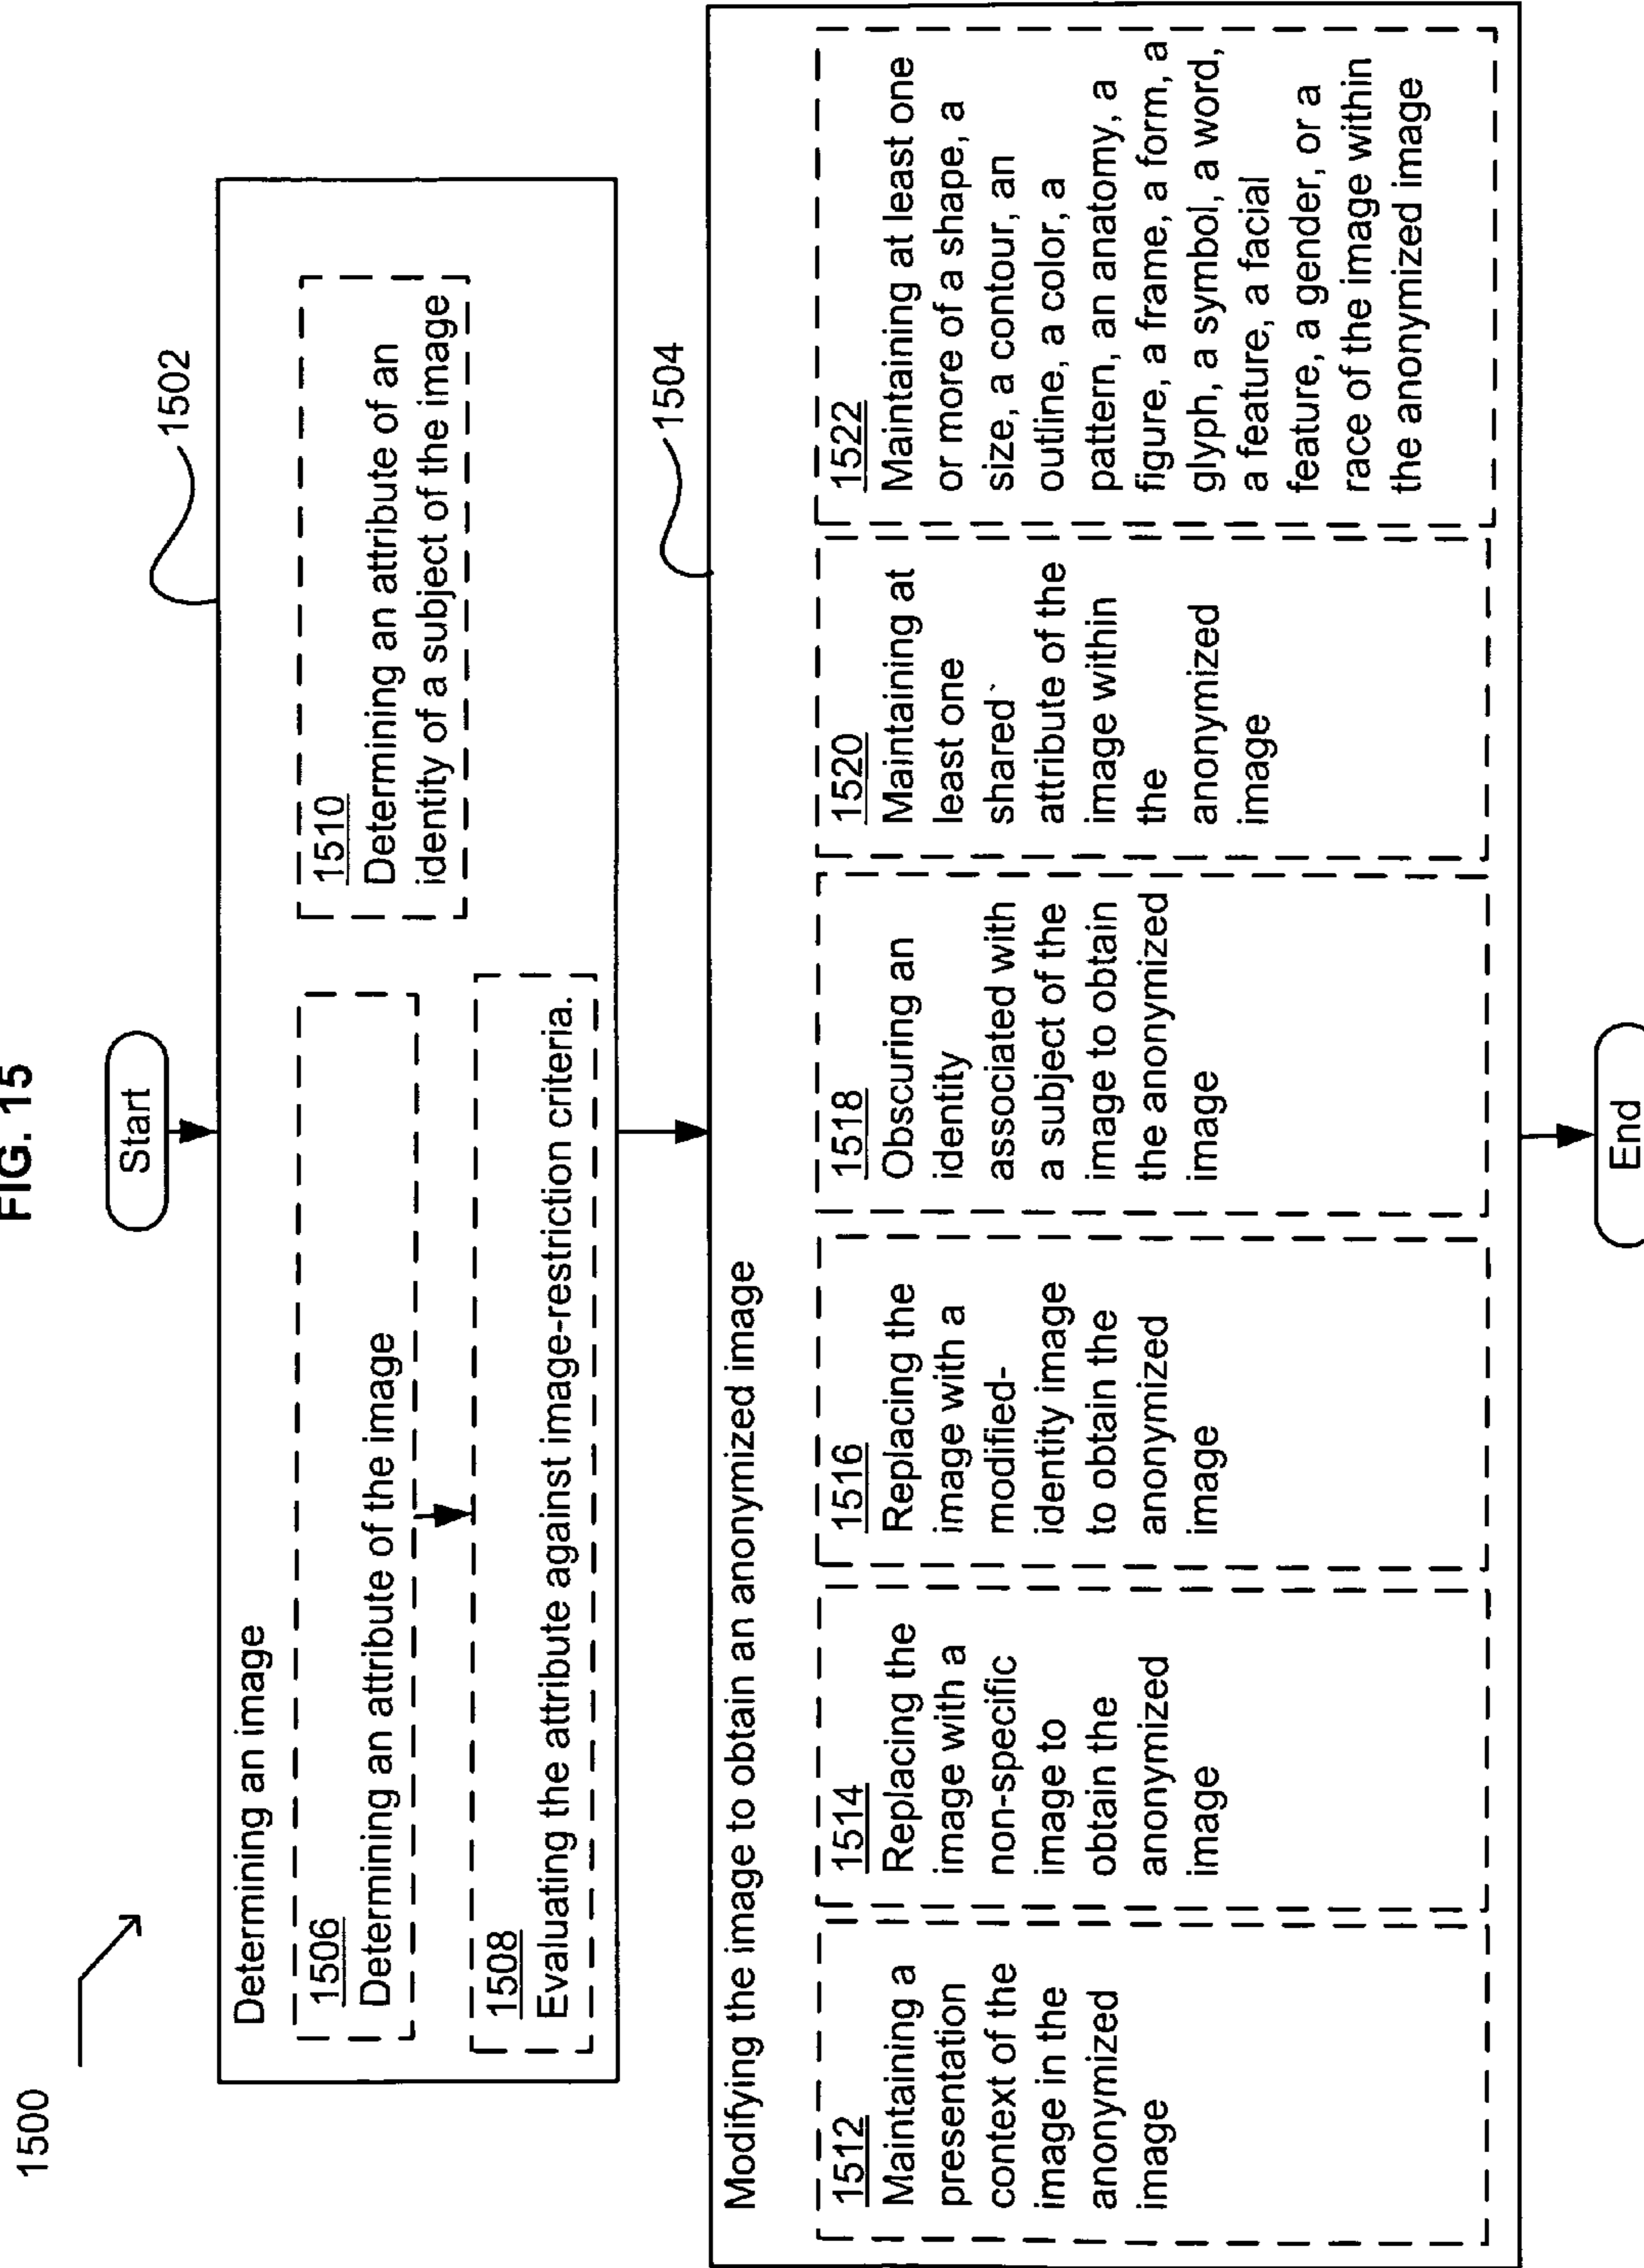 FIG. 15
1500
Start
1502
Determining an image
1506
Determining an attribute of the image
1508
Evaluating the attribute against image-restriction criteria.
1510
Determining an attribute of an
identity of a subject of the image
1504
Modifying the image to obtain an anonymized image
1512
Maintaining a
presentation
context of the
image in the
anonymized
image
1514
Replacing the
image with a
non-specific
image to
obtain the
anonymized
image
1516
Replacing the
image with a
modified-
identity image
to obtain the
anonymized
image
1518
Obscuring an
identity
associated with
a subject of the
image to obtain
the anonymized
image
1520
Maintaining at
least one
shared
attribute of the
image within
the
anonymized
image
1522
Maintaining at least one
or more of a shape, a
size, a contour, an
outline, a color, a
pattern, an anatomy, a
figure, a frame, a form, a
glyph, a symbol, a word,
a feature, a facial
feature, a gender, or a
race of the image within
the anonymized image
End